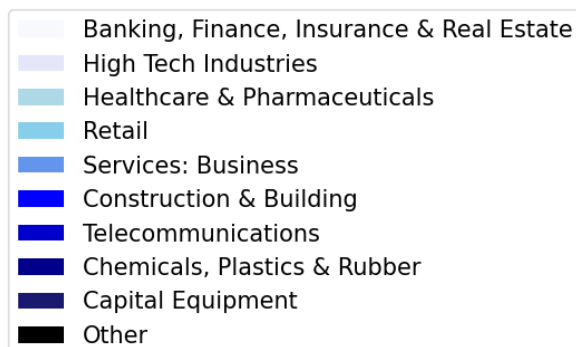 Banking, Finance, Insurance & Real Estate
High Tech Industries
Healthcare & Pharmaceuticals
Retail
Services: Business
Construction & Building
Telecommunications
Chemicals, Plastics & Rubber
Capital Equipment
Other